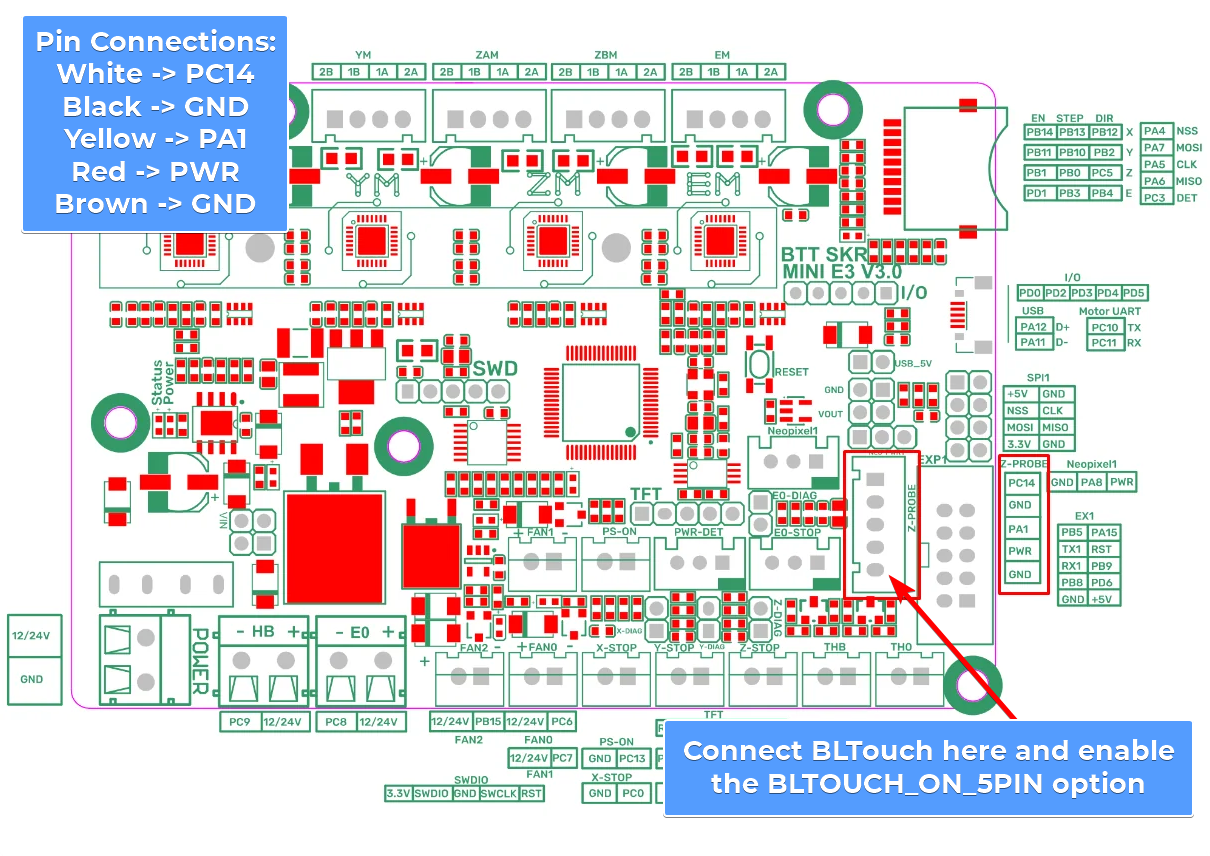 Pin Connections:
White -> PC14
Black -> GND
Yellow -> PA1
Red -> PWR
Brown -> GND
YM ZAM ZBM EM
2B 1B 1A 2A 2B 1B 1A 2A 2B 1B 1A 2A 2B 1B 1A 2A
YM ZM EM
EN STEP DIR
PB14 PB13 PB12 X
PB11 PB10 PB2 Y
PB1 PB0 PC5 Z
PD1 PB3 PB4 E
PA4 NSS
PA7 MOSI
PA5 CLK
PA6 MISO
PC3 DET
BTT SKR
MINI E3 V3.0
I/O
I/O
PD0 PD2 PD3 PD4 PD5
USB
PA12 D+
PA11 D-
Motor UART
PC10 TX
PC11 RX
Status
Power
SWD
RESET
USB_5V
GND
VOUT
SPI1
+5V GND
NSS CLK
MOSI MISO
3.3V GND
Neopixel1
EXP1
Z-PROBE
Z-PROBE
PC14
GND
PA1
PWR
GND
Neopixel1
GND PA8 PWR
EX1
PB5 PA15
TX1 RST
RX1 PB9
PB8 PD6
GND +5V
VIN
TFT
E0-DIAG
+ FAN1 -
PS-ON
PWR-DET
E0-STOP
12/24V
GND
POWER
- HB +
- E0 +
X-DIAG
Y-DIAG
Z-DIAG
+ FAN2 -
+ FAN0 -
X-STOP
Y-STOP
Z-STOP
THB
TH0
PC9 12/24V
PC8 12/24V
12/24V PB15
FAN2
12/24V PC6
FAN0
12/24V PC7
FAN1
PS-ON
GND PC13
X-STOP
GND PC0
SWDIO
3.3V SWDIO GND SWCLK RST
TFT
Connect BLTouch here and enable
the BLTOUCH_ON_5PIN option